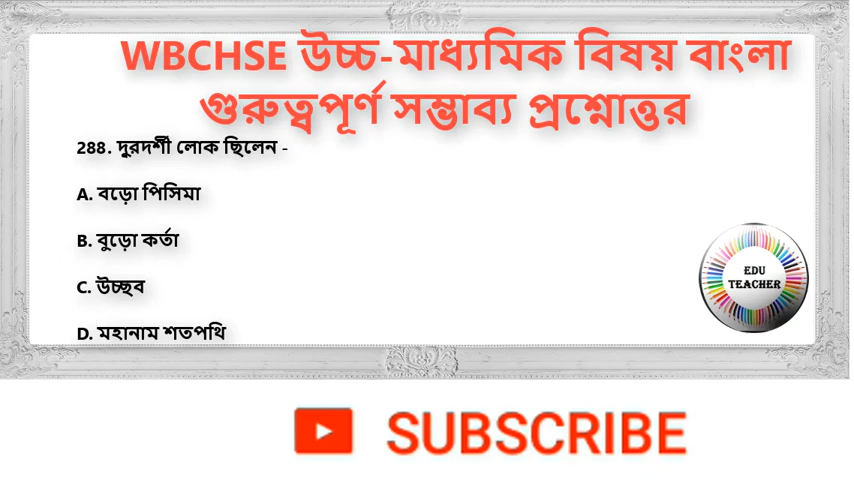 WBCHSE উচ্চ-মাধ্যমিক বিষয় বাংলা
গুরুত্বপূর্ণ সম্ভাব্য প্রশ্নোত্তর
288. দূরদর্শী লোক ছিলেন -
A. বড়ো পিসিমা
B. বুড়ো কর্তা
C. উচ্ছব
D. মহানাম শতপথি
EDU
TEACHER
SUBSCRIBE